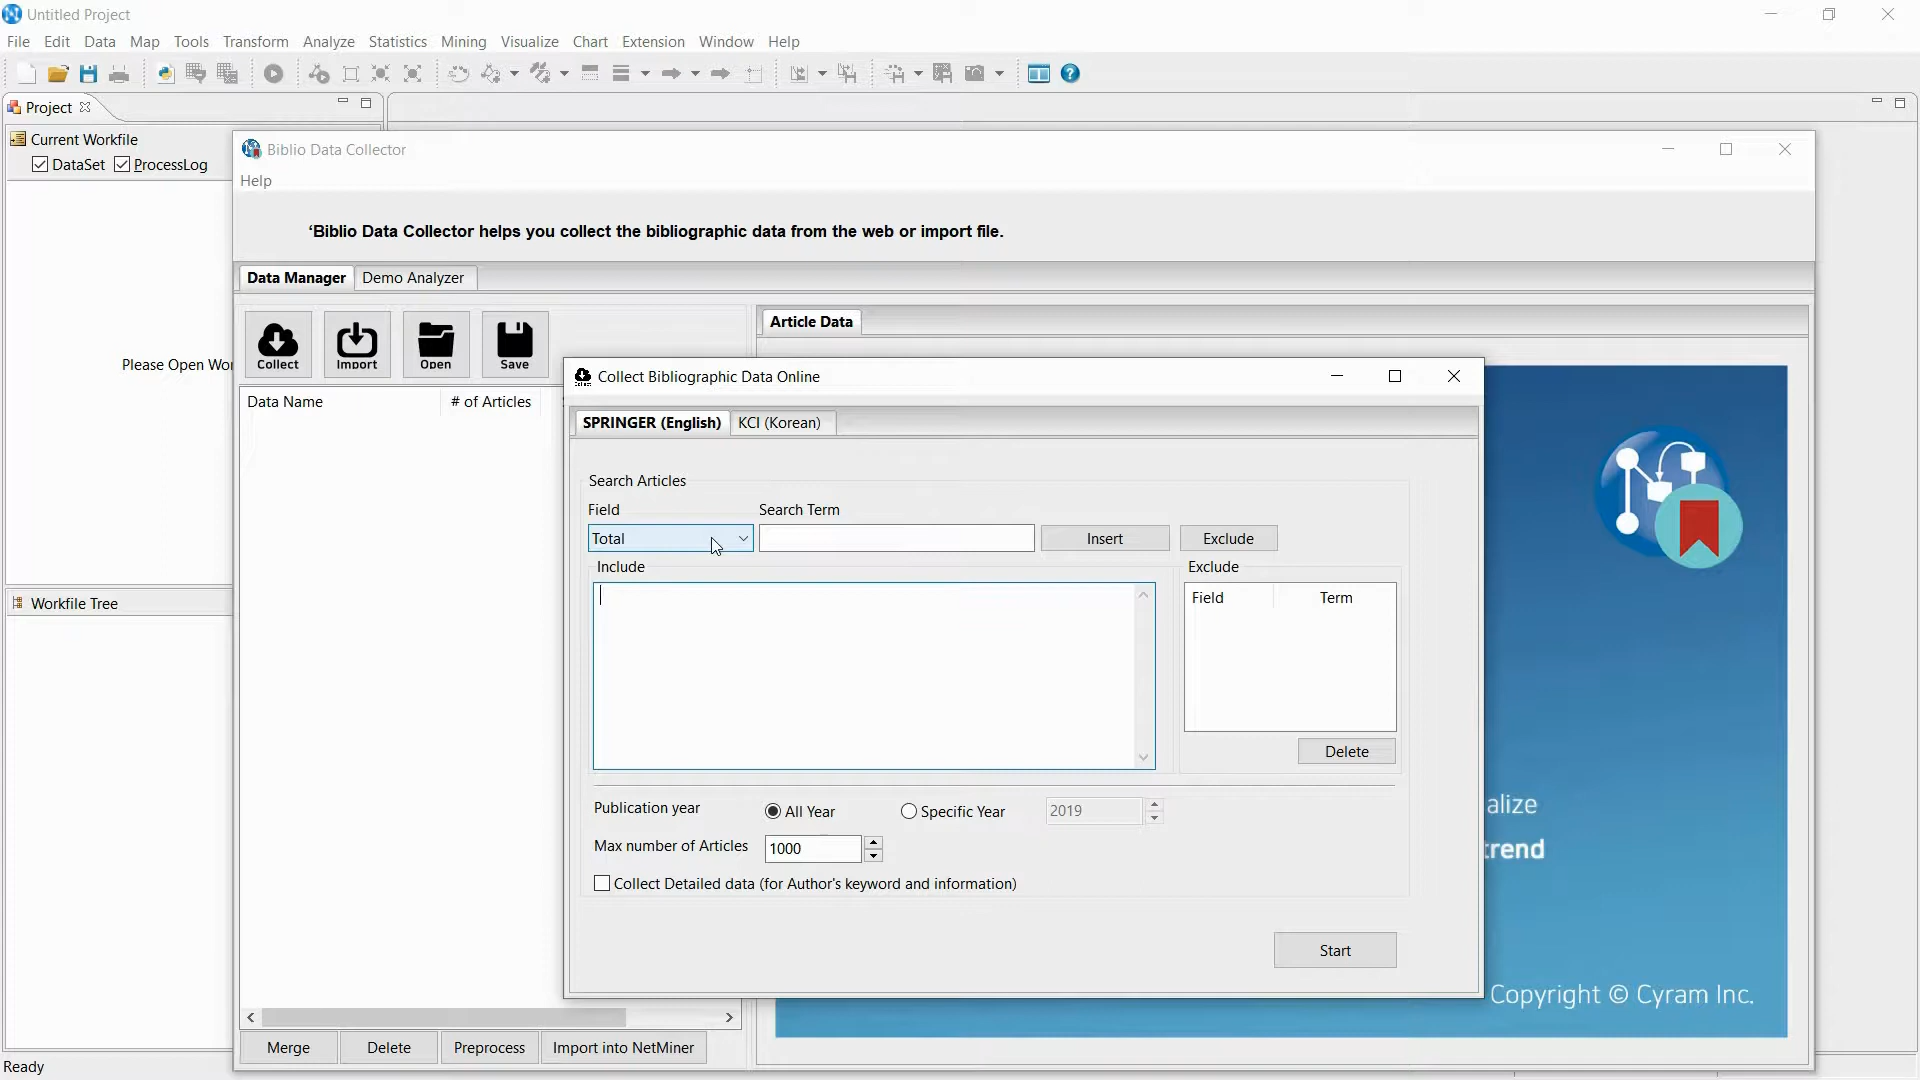 Untitled Project
File Edit Data Map Tools Transform Analyze Statistics Mining Visualize Chart Extension Window Help
Project
Current Workfile
DataSet ProcessLog
Please Open Wor
Workfile Tree
Ready
Biblio Data Collector
Help
‘Biblio Data Collector helps you collect the bibliographic data from the web or import file.
Data Manager Demo Analyzer
Collect Import Open Save
Data Name # of Articles
Article Data
Collect Bibliographic Data Online
SPRINGER (English) KCI (Korean)
Search Articles
Field Search Term
Total Insert Exclude
Include Exclude
Field Term
Delete
Publication year All Year Specific Year 2019
Max number of Articles 1000
Collect Detailed data (for Author's keyword and information)
Start
alize
trend
Copyright © Cyram Inc.
Merge Delete Preprocess Import into NetMiner